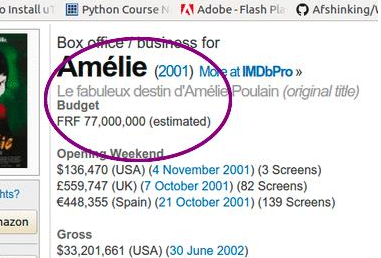 o Install u
Python Course N
Adobe - Flash Pla
Afshinking/
Box office / business for
Amélie (2001) More at IMDbPro »
Le fabuleux destin d'Amélie Poulain (original title)
Budget
FRF 77,000,000 (estimated)
Opening Weekend
$136,470 (USA) (4 November 2001) (3 Screens)
£559,747 (UK) (7 October 2001) (82 Screens)
€448,355 (Spain) (21 October 2001) (139 Screens)
Gross
$33,201,661 (USA) (30 June 2002)
hts?
azon